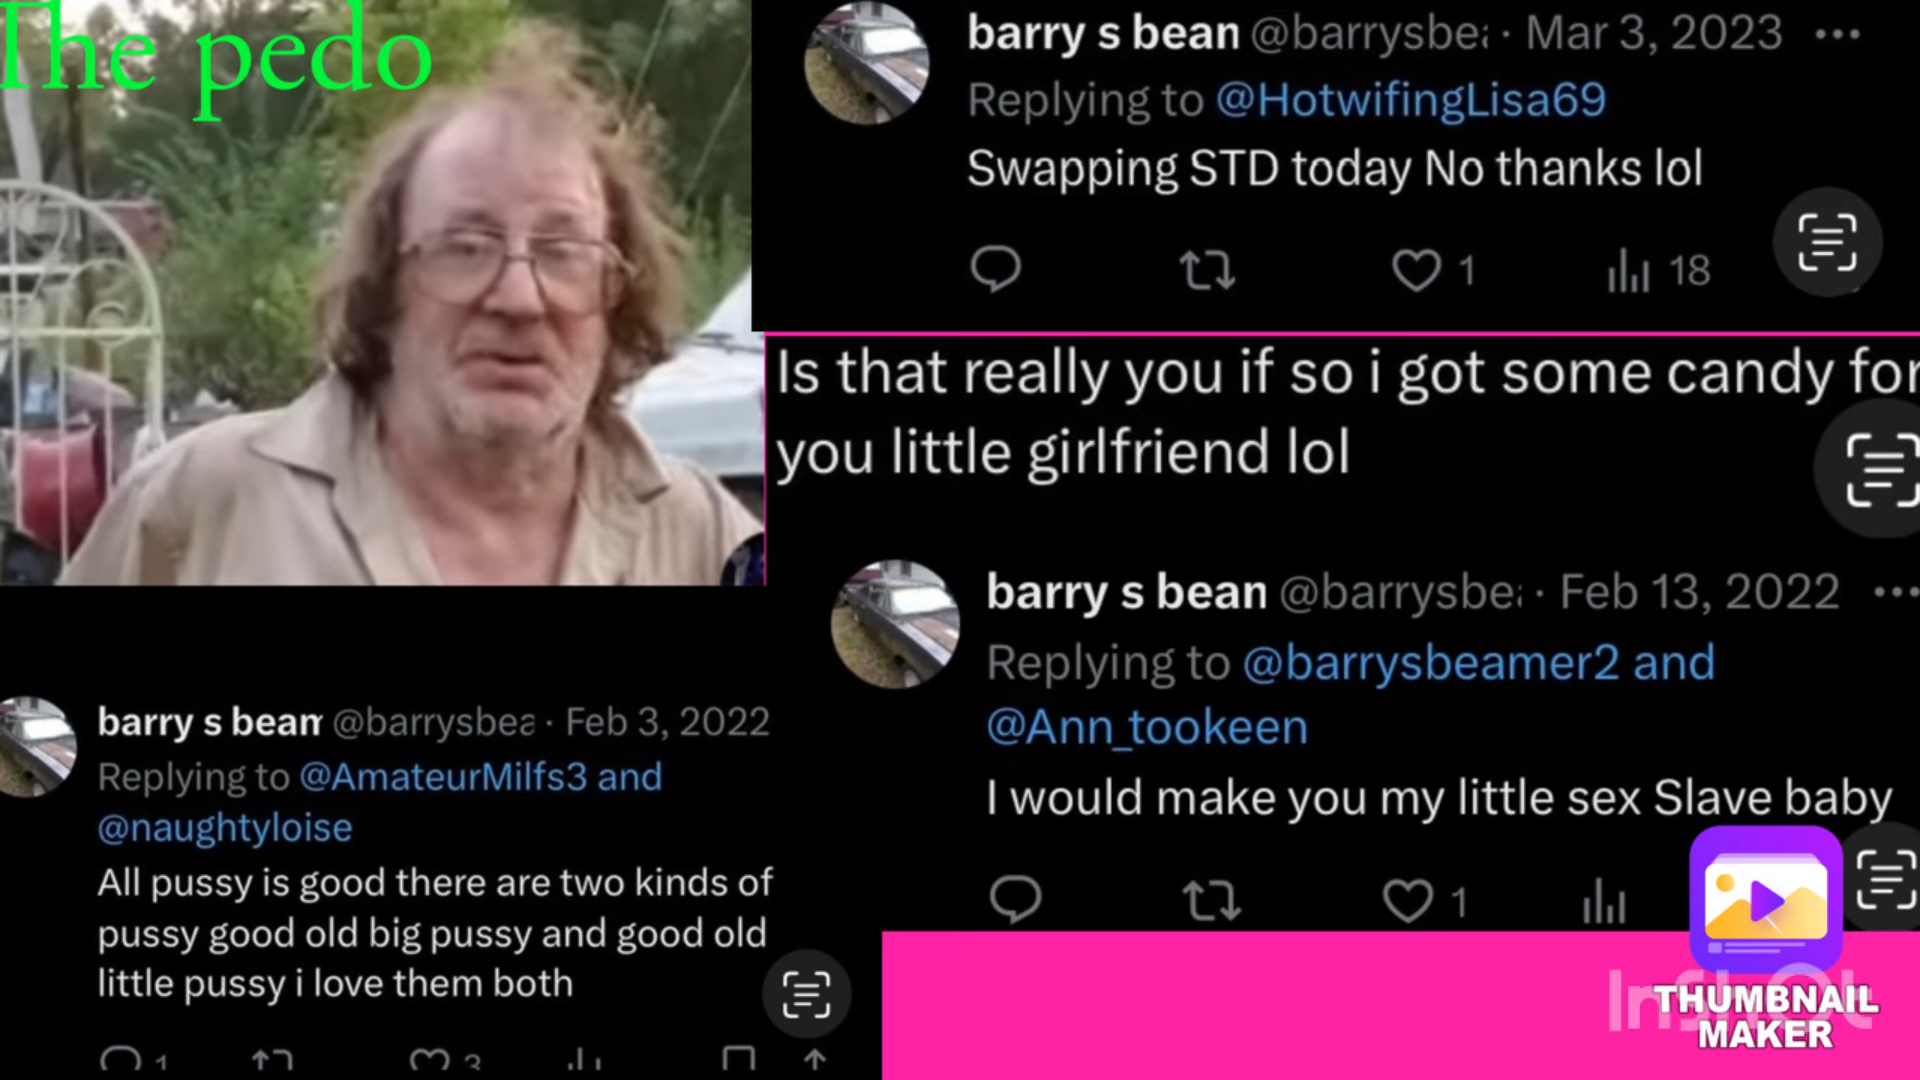 The pedo
barry s bean @barrysbe · Mar 3, 2023
Replying to @HotwifingLisa69
Swapping STD today No thanks lol
1
18
Is that really you if so i got some candy for
you little girlfriend lol
barry s bean @barrysbe · Feb 13, 2022
Replying to @barrysbeamer2 and
@Ann_tookeen
I would make you my little sex Slave baby
1
barry s bean @barrysbea · Feb 3, 2022
Replying to @AmateurMilfs3 and
@naughtyloise
All pussy is good there are two kinds of
pussy good old big pussy and good old
little pussy i love them both
1
3
InShOt
THUMBNAIL
MAKER